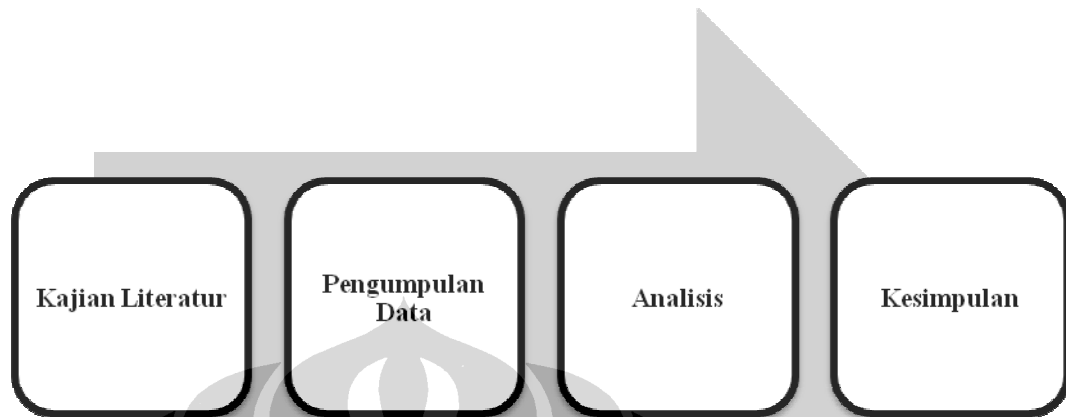 Kajian Literatur
Pengumpulan
Data
Analisis
Kesimpulan